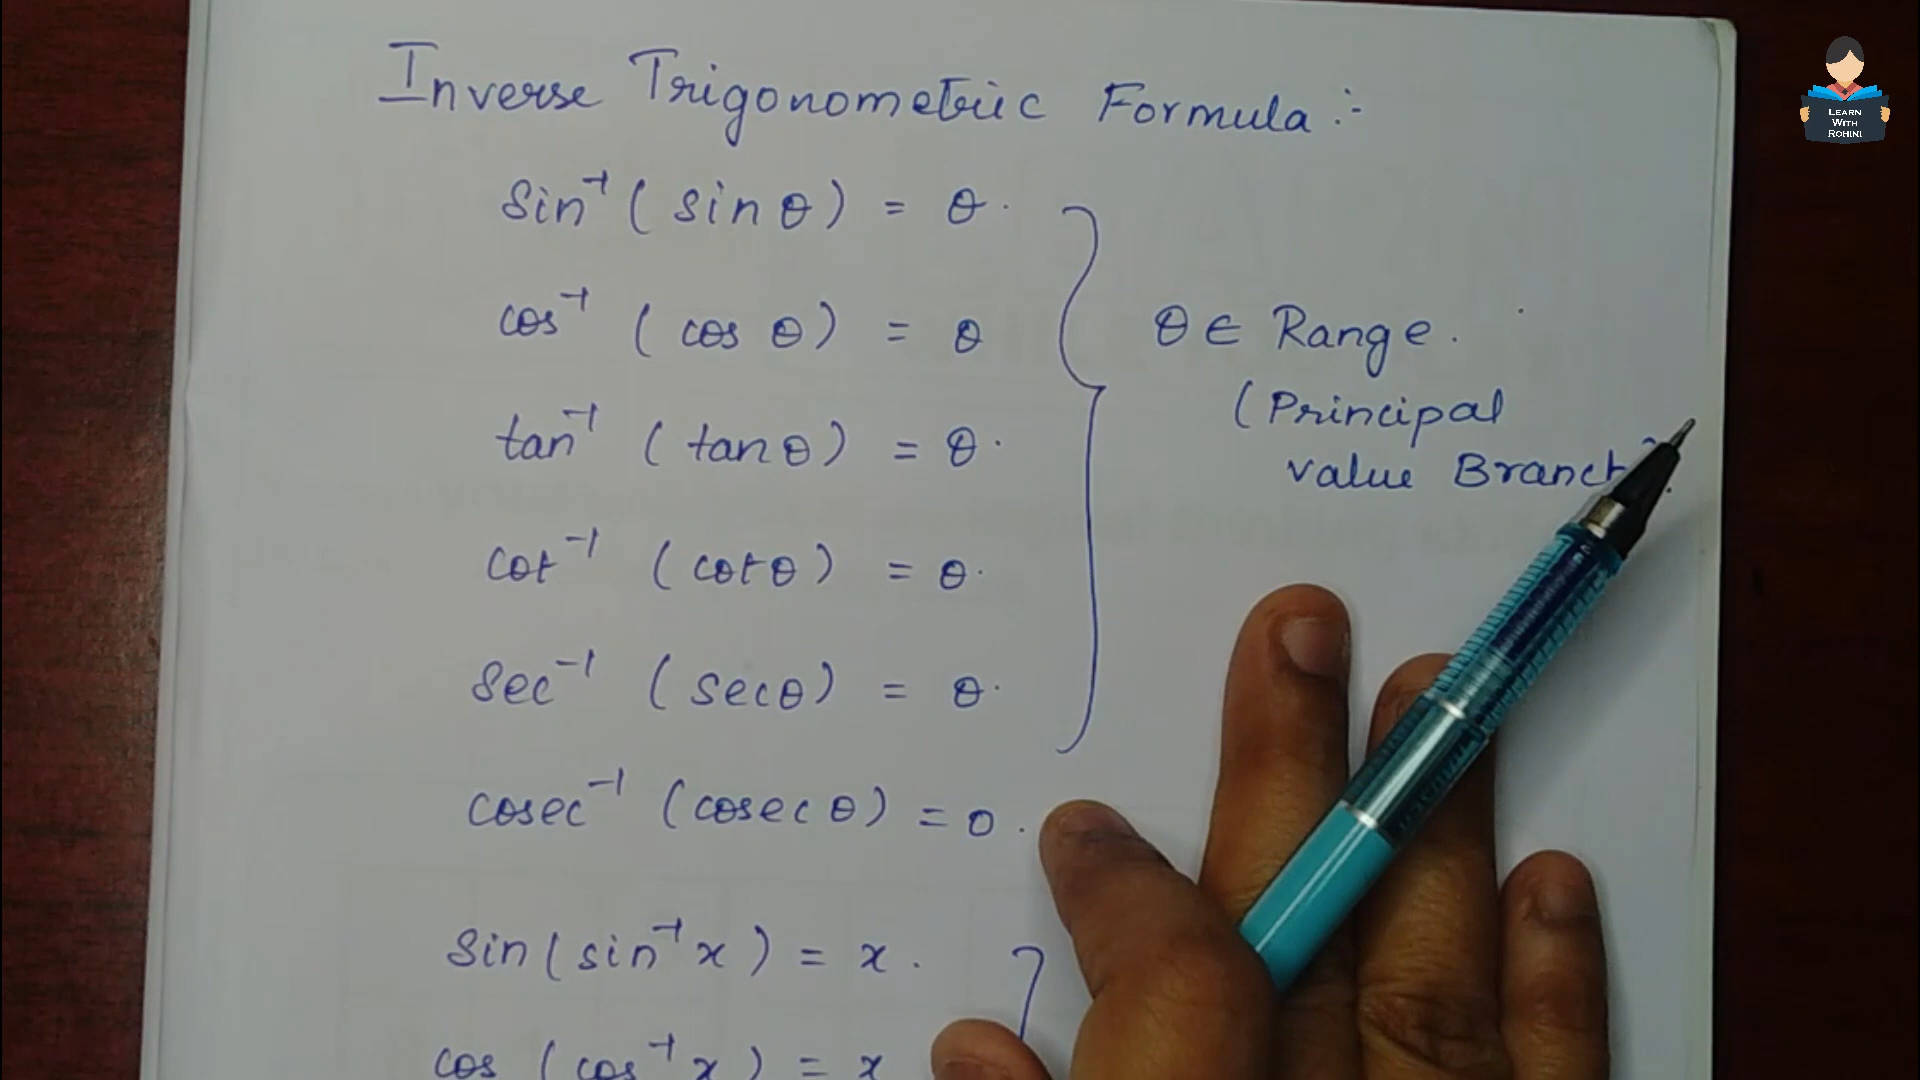 Inverse Trigonometric Formula :-
sin⁻¹ ( sin θ ) = θ.
cos⁻¹ ( cos θ ) = θ
tan⁻¹ ( tan θ ) = θ.
cot⁻¹ ( cot θ ) = θ.
sec⁻¹ ( sec θ ) = θ.
cosec⁻¹ ( cosec θ ) = θ.
θ ∈ Range.
( Principal
value Branch
sin ( sin⁻¹ x ) = x.
cos ( cos⁻¹ x ) = x
LEARN
WITH
ROHINI